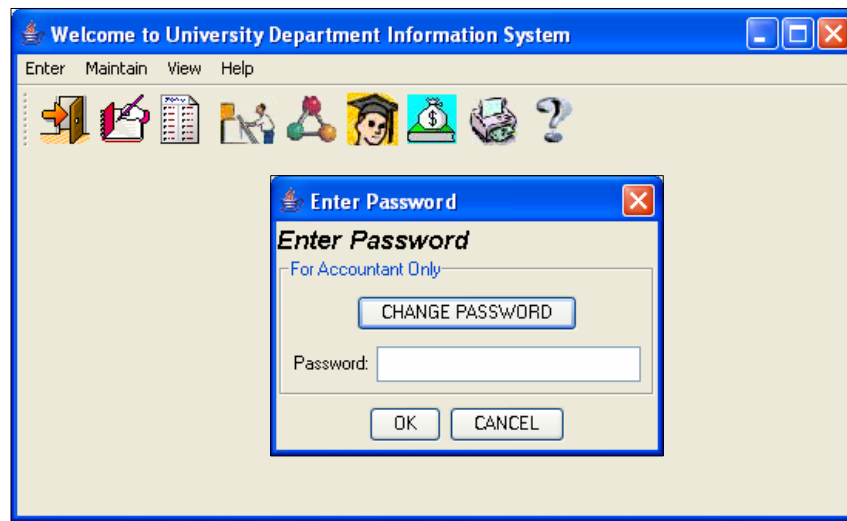 Welcome to University Department Information System
Enter Maintain View Help
Enter Password
Enter Password
For Accountant Only
CHANGE PASSWORD
Password:
OK CANCEL